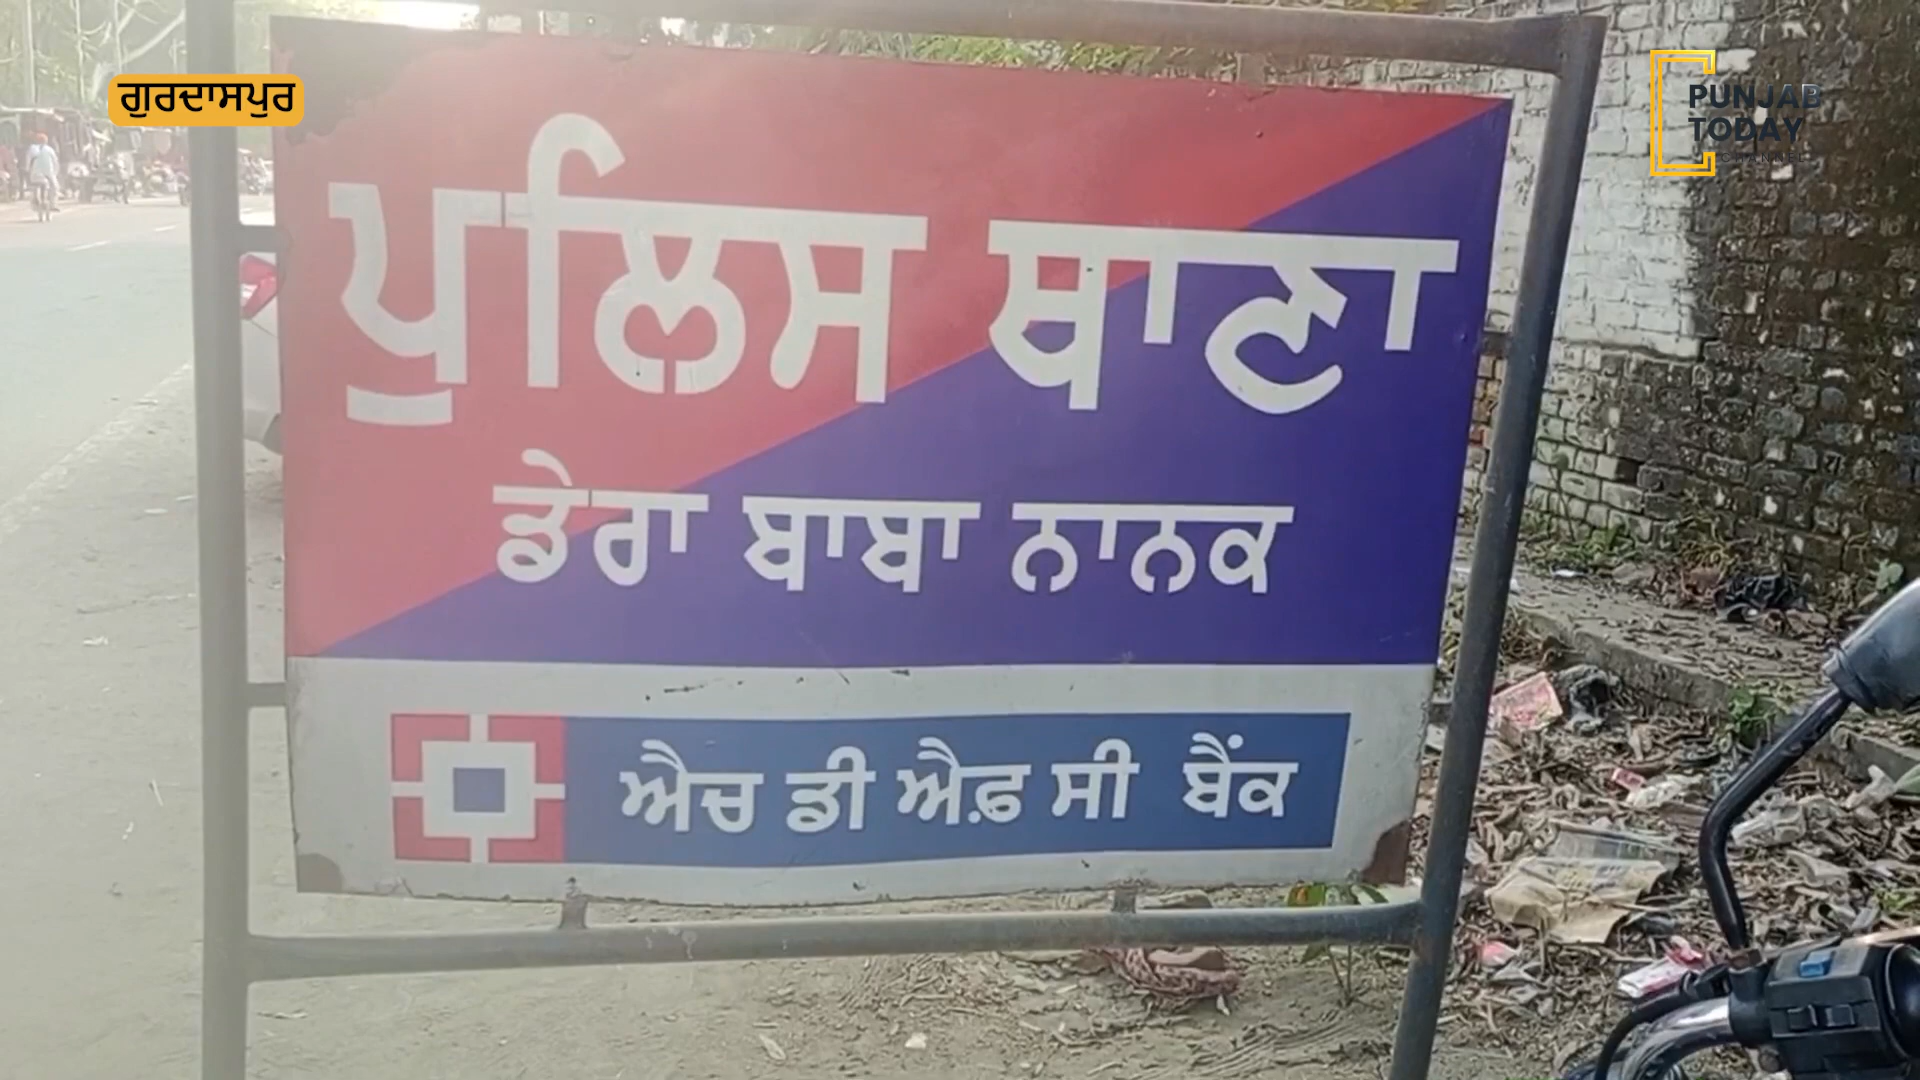 ਗੁਰਦਾਸਪੁਰ
PUNJAB
TODAY
CHANNEL
ਪੁਲਿਸ ਥਾਣਾ
ਡੇਰਾ ਬਾਬਾ ਨਾਨਕ
ਐਚ ਡੀ ਐਫ਼ ਸੀ ਬੈਂਕ